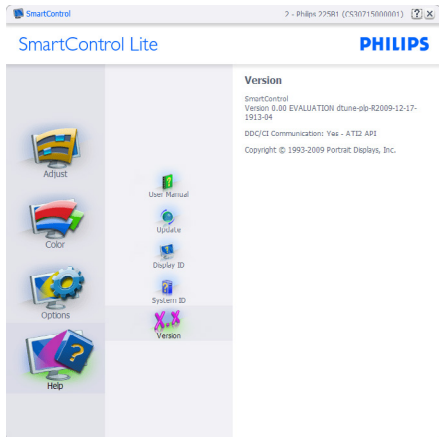 SmartControl
2 - Philips 225B1 (CS30715000001)
SmartControl Lite
PHILIPS
Adjust
Color
Options
Help
User Manual
Update
Display ID
System ID
X.X
Version
Version
SmartControl
Version 0.00 EVALUATION dtune-plp-R2009-12-17-
1913-04
DDC/CI Communication: Yes - ATI2 API
Copyright © 1993-2009 Portrait Displays, Inc.